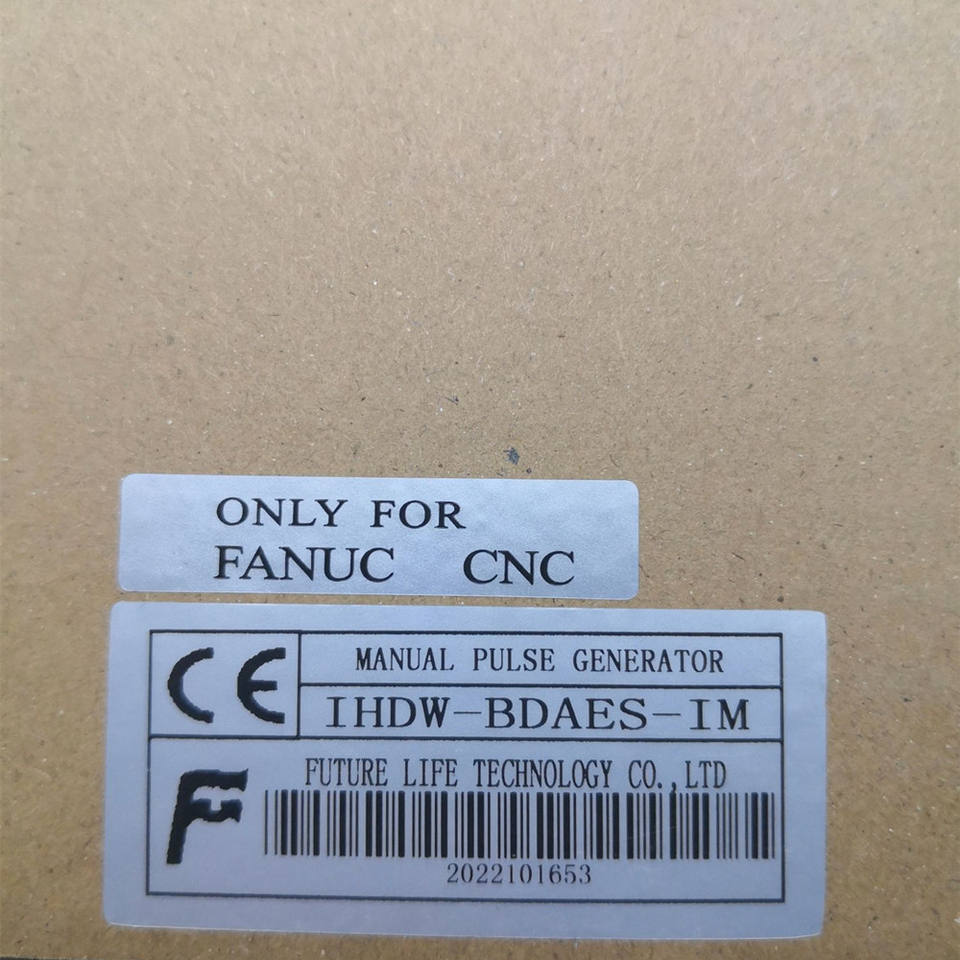 ONLY FOR
FANUC CNC
CE
MANUAL PULSE GENERATOR
IHDW-BDAES-IM
F
FUTURE LIFE TECHNOLOGY CO.,LTD
2022101653